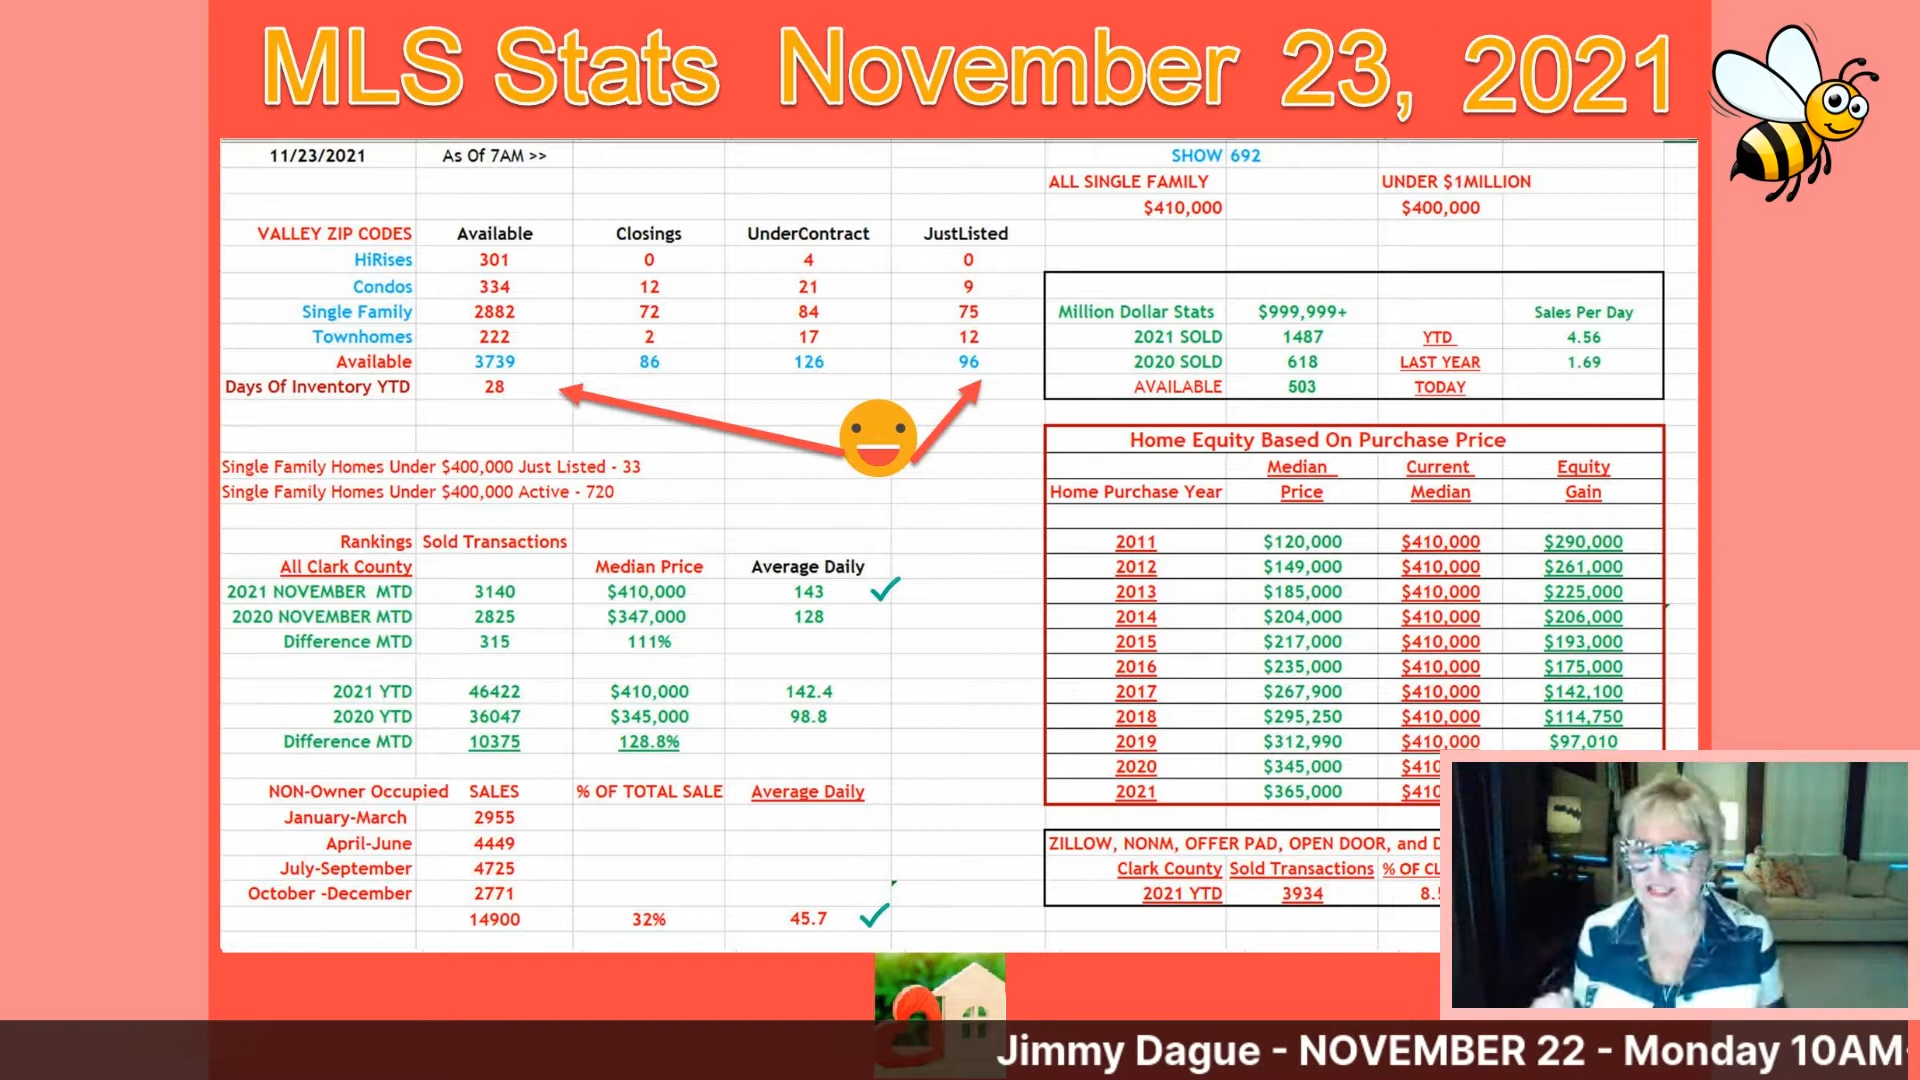 MLS Stats November 23, 2021
11/23/2021 As Of 7AM >> SHOW 692
ALL SINGLE FAMILY UNDER $1MILLION
$410,000 $400,000
VALLEY ZIP CODES Available Closings UnderContract JustListed
HiRises 301 0 4 0
Condos 334 12 21 9
Single Family 2882 72 84 75
Townhomes 222 2 17 12
Available 3739 86 126 96
Days Of Inventory YTD 28
Million Dollar Stats $999,999+ Sales Per Day
2021 SOLD 1487 YTD 4.56
2020 SOLD 618 LAST YEAR 1.69
AVAILABLE 503 TODAY
Single Family Homes Under $400,000 Just Listed - 33
Single Family Homes Under $400,000 Active - 720
Rankings Sold Transactions
All Clark County Median Price Average Daily
2021 NOVEMBER MTD 3140 $410,000 143
2020 NOVEMBER MTD 2825 $347,000 128
Difference MTD 315 111%
2021 YTD 46422 $410,000 142.4
2020 YTD 36047 $345,000 98.8
Difference MTD 10375 128.8%
NON-Owner Occupied SALES % OF TOTAL SALE Average Daily
January-March 2955
April-June 4449
July-September 4725
October -December 2771
14900 32% 45.7
Home Equity Based On Purchase Price
Median Current Equity
Home Purchase Year Price Median Gain
2011 $120,000 $410,000 $290,000
2012 $149,000 $410,000 $261,000
2013 $185,000 $410,000 $225,000
2014 $204,000 $410,000 $206,000
2015 $217,000 $410,000 $193,000
2016 $235,000 $410,000 $175,000
2017 $267,900 $410,000 $142,100
2018 $295,250 $410,000 $114,750
2019 $312,990 $410,000 $97,010
2020 $345,000 $410
2021 $365,000 $410
ZILLOW, NONM, OFFER PAD, OPEN DOOR, and
Clark County Sold Transactions % OF CL
2021 YTD 3934 8.
Jimmy Dague - NOVEMBER 22 - Monday 10AM